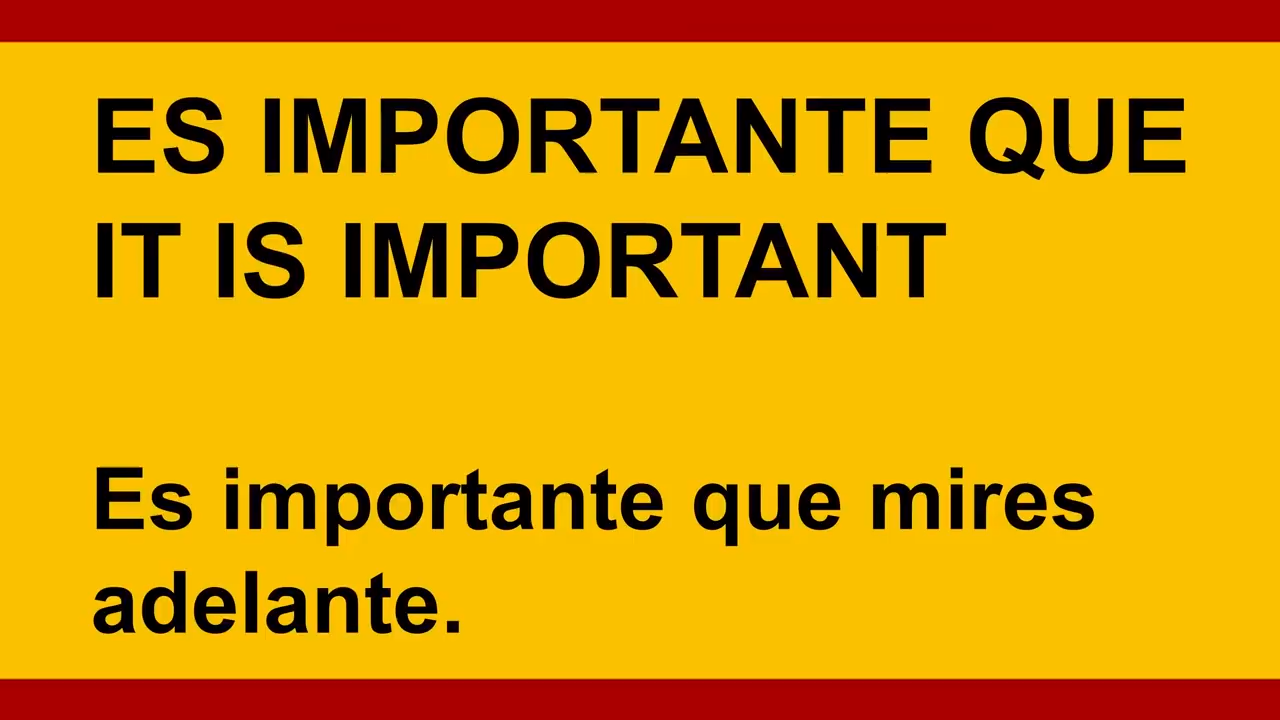 ES IMPORTANTE QUE
IT IS IMPORTANT
Es importante que mires
adelante.